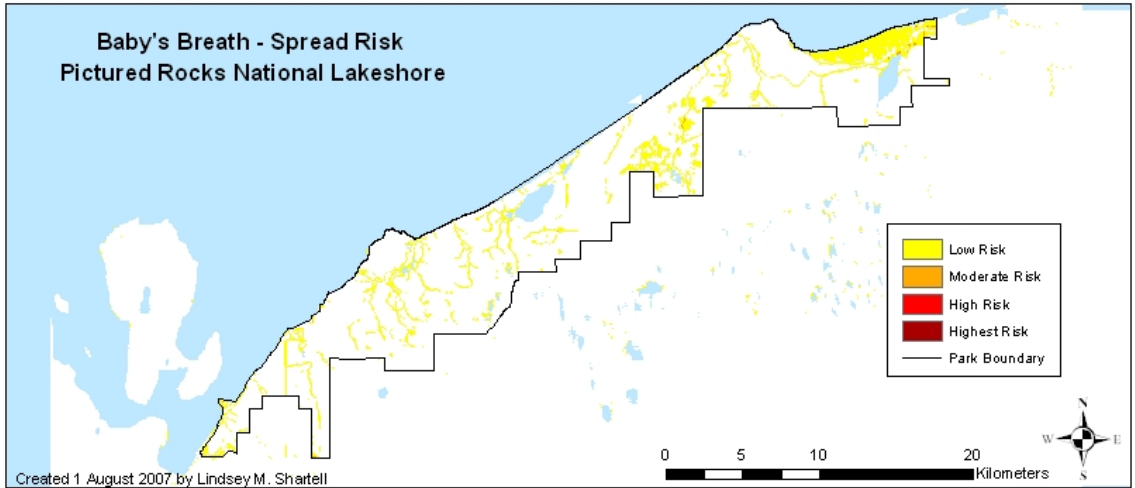 Baby's Breath - Spread Risk
Pictured Rocks National Lakeshore
Low Risk
Moderate Risk
High Risk
Highest Risk
Park Boundary
N
W E
S
0 5 10 20
Kilometers
Created 1 August 2007 by Lindsey M. Shartell